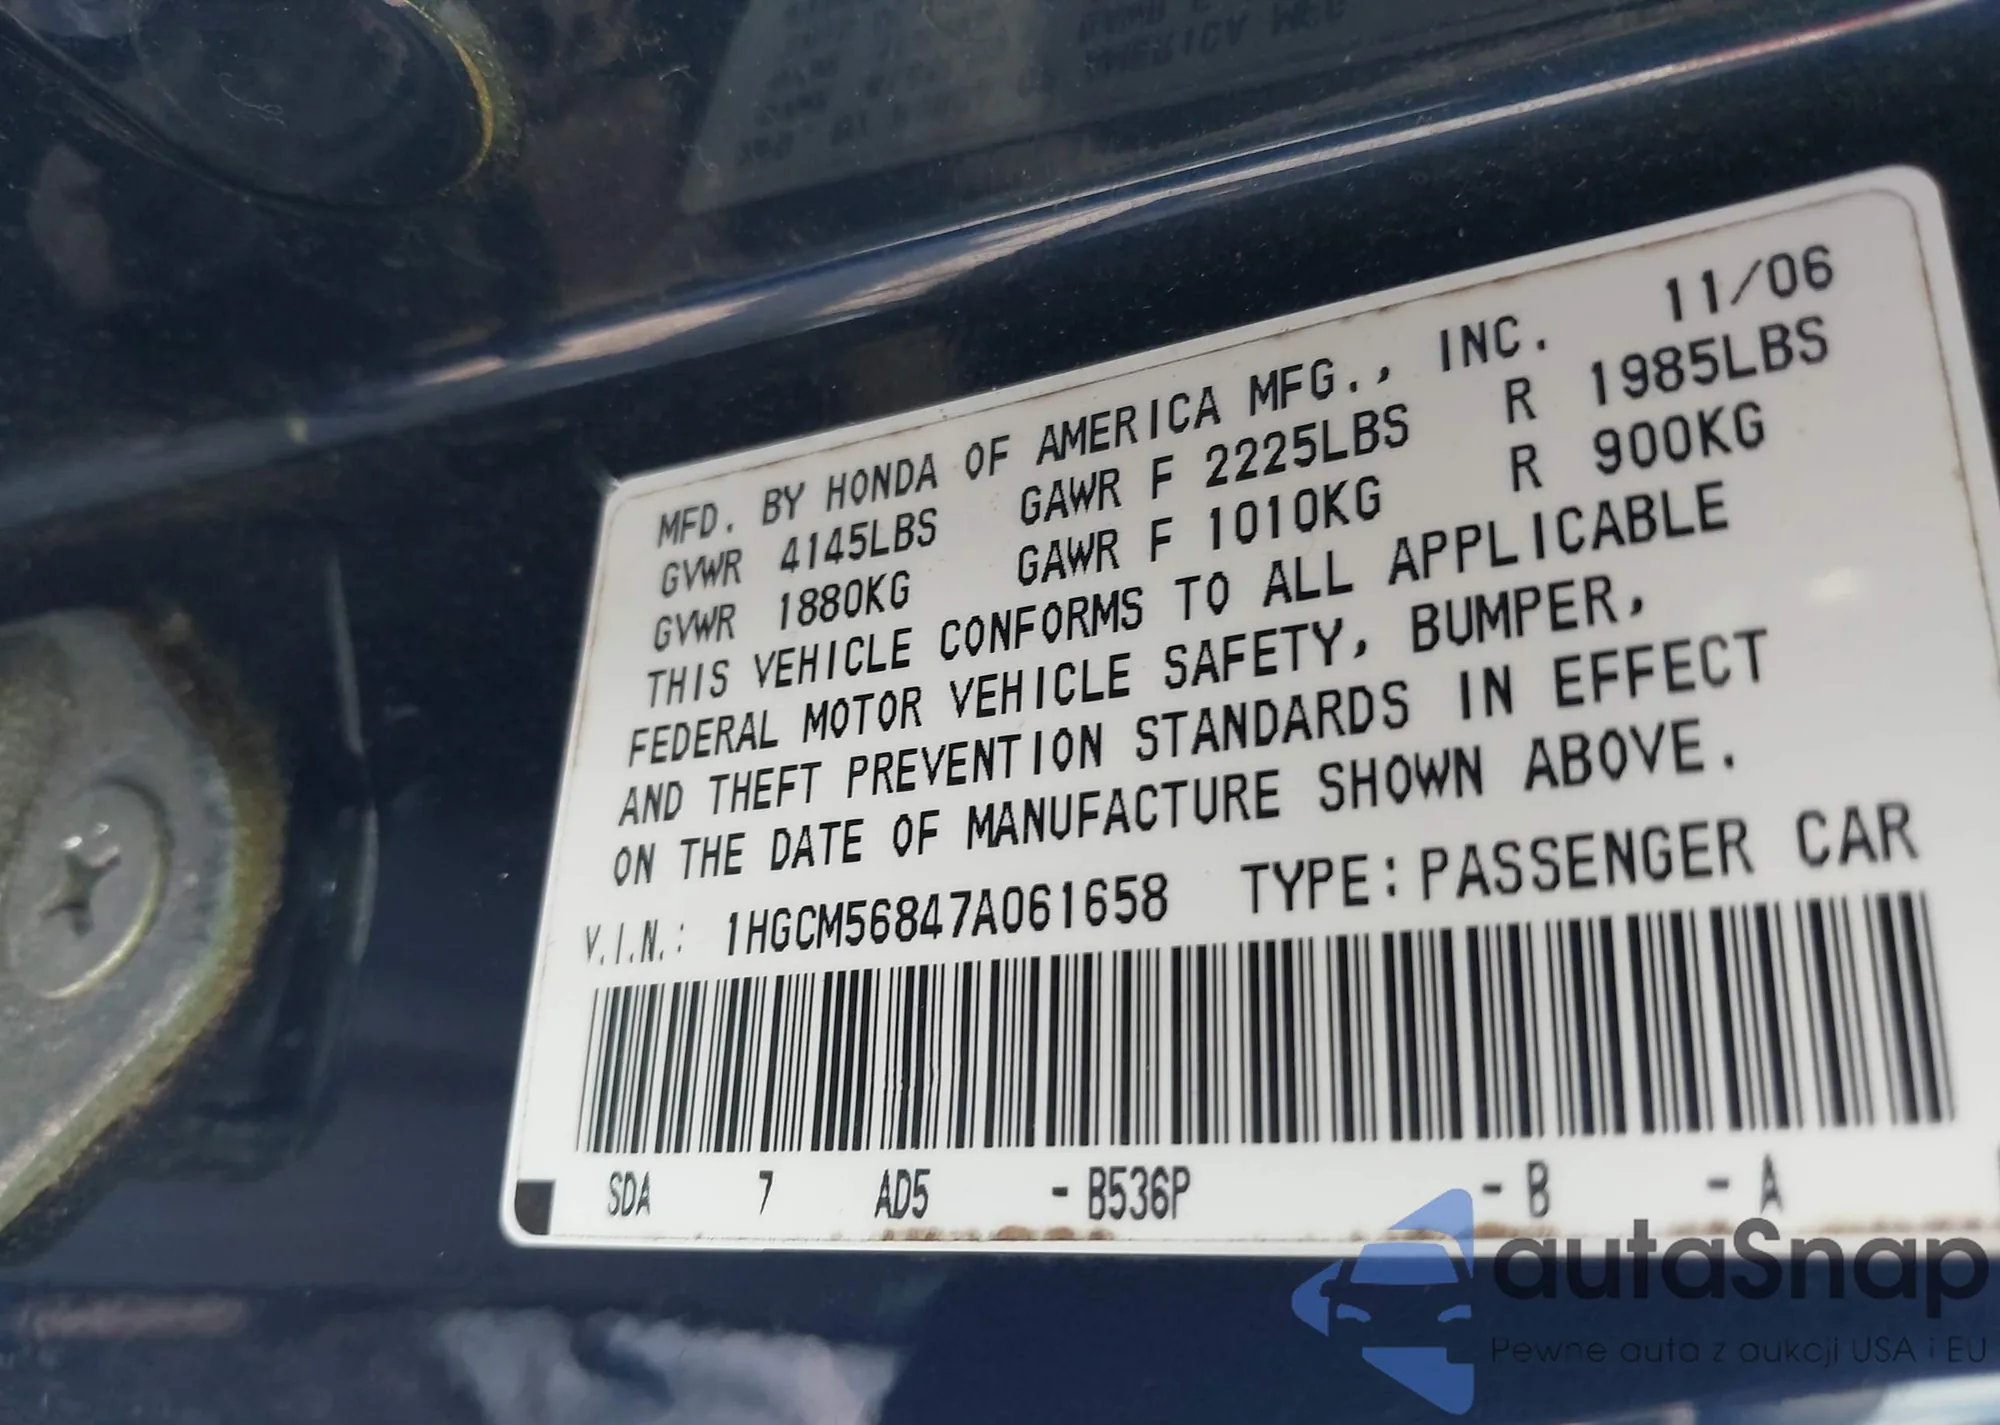 MFD. BY HONDA OF AMERICA MFG., INC. 11/06
GVWR 4145LBS GAWR F 2225LBS R 1985LBS
GVWR 1880KG GAWR F 1010KG R 900KG
THIS VEHICLE CONFORMS TO ALL APPLICABLE
FEDERAL MOTOR VEHICLE SAFETY, BUMPER,
AND THEFT PREVENTION STANDARDS IN EFFECT
ON THE DATE OF MANUFACTURE SHOWN ABOVE.
V.I.N.: 1HGCM56847A061658 TYPE:PASSENGER CAR
SDA 7 AD5 -B536P -B -A
autaSnap
Pewne auta z aukcji USA i EU